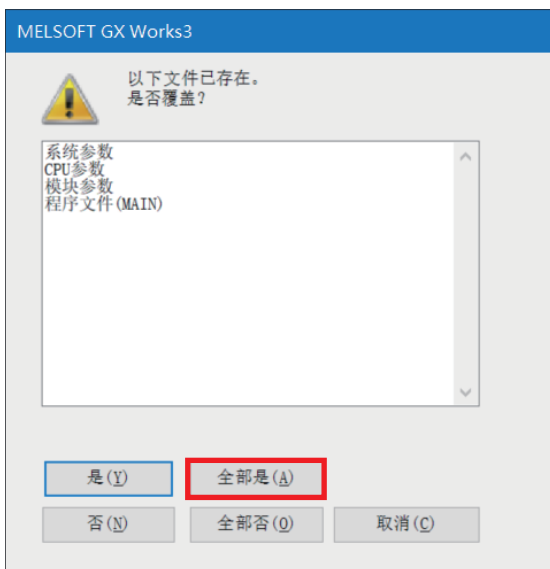 MELSOFT GX Works3
以下文件已存在。
是否覆盖?
系统参数
CPU参数
模块参数
程序文件(MAIN)
是(Y)
全部是(A)
否(N)
全部否(O)
取消(C)